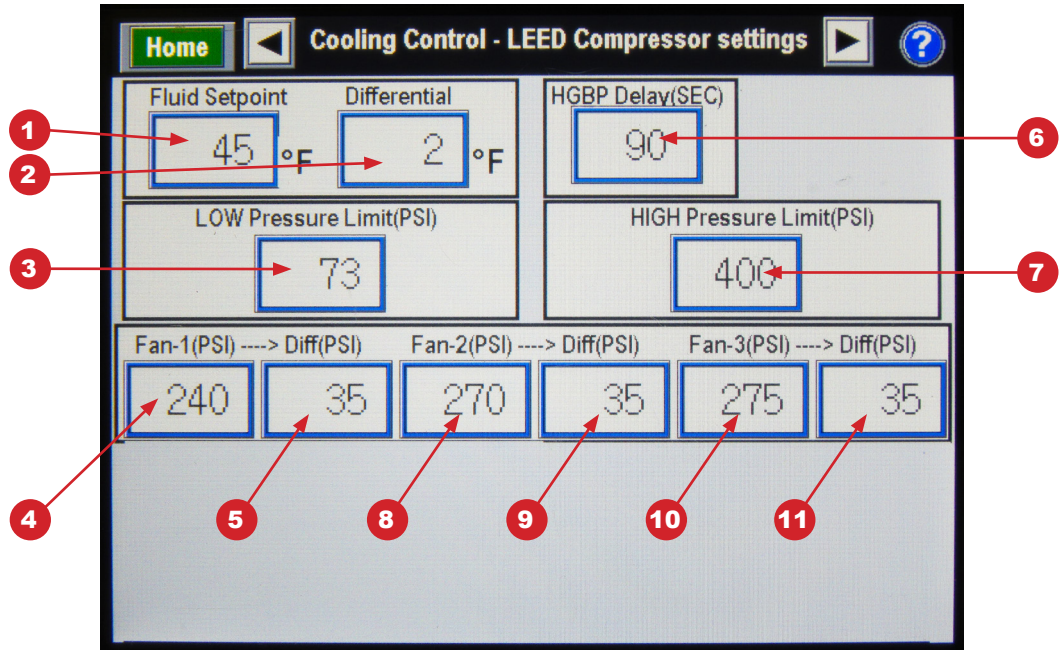 Home
Cooling Control - LEED Compressor settings
?
Fluid Setpoint Differential HGBP Delay(SEC)
1
45 °F 2 °F 90
6
2
LOW Pressure Limit(PSI) HIGH Pressure Limit(PSI)
3
73 400
7
Fan-1(PSI) ----> Diff(PSI) Fan-2(PSI) ----> Diff(PSI) Fan-3(PSI) ----> Diff(PSI)
240 35 270 35 275 35
4 5 8 9 10 11